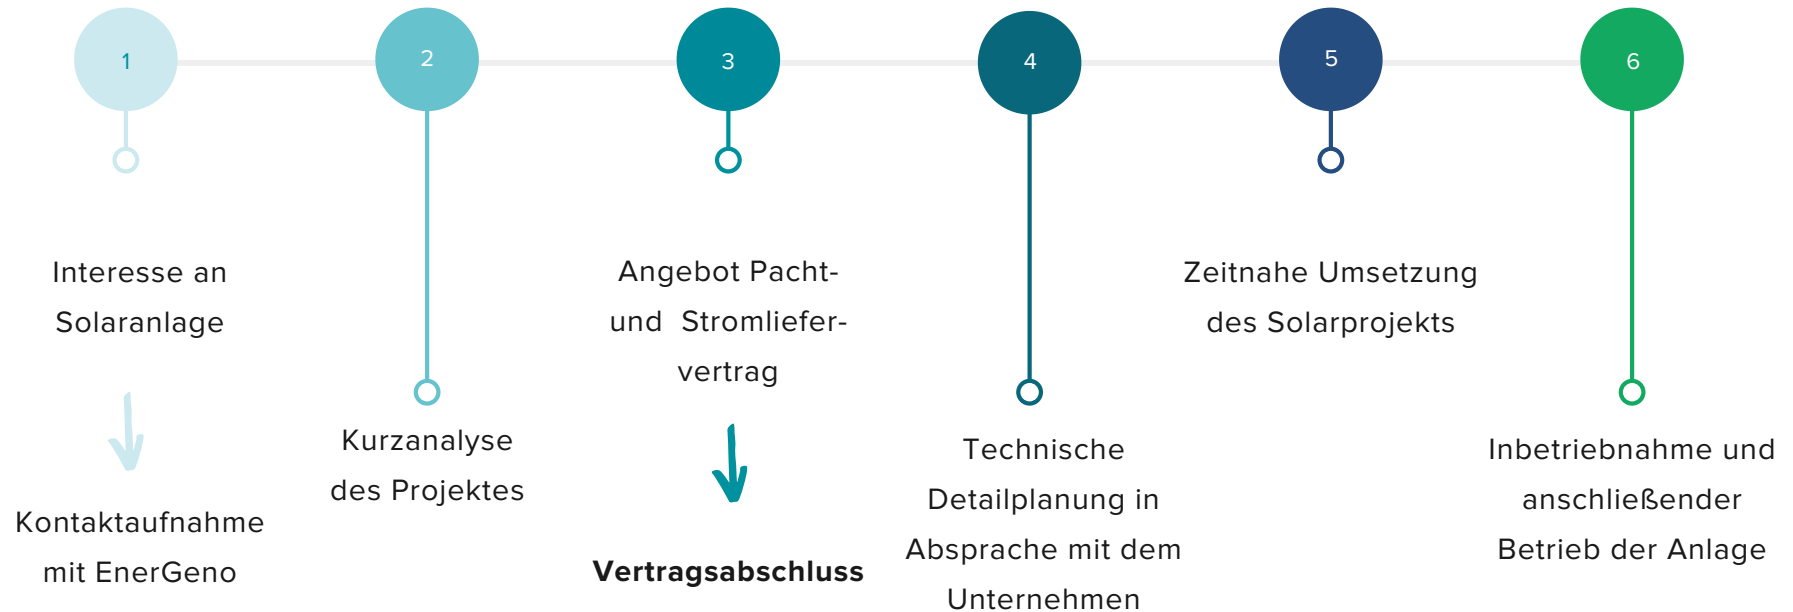 1
2
3
4
5
6
Interesse an
Solaranlage
Kontaktaufnahme
mit EnerGeno
Kurzanalyse
des Projektes
Angebot Pacht-
und Stromliefer-
vertrag
Vertragsabschluss
Technische
Detailplanung in
Absprache mit dem
Unternehmen
Zeitnahe Umsetzung
des Solarprojekts
Inbetriebnahme und
anschließender
Betrieb der Anlage